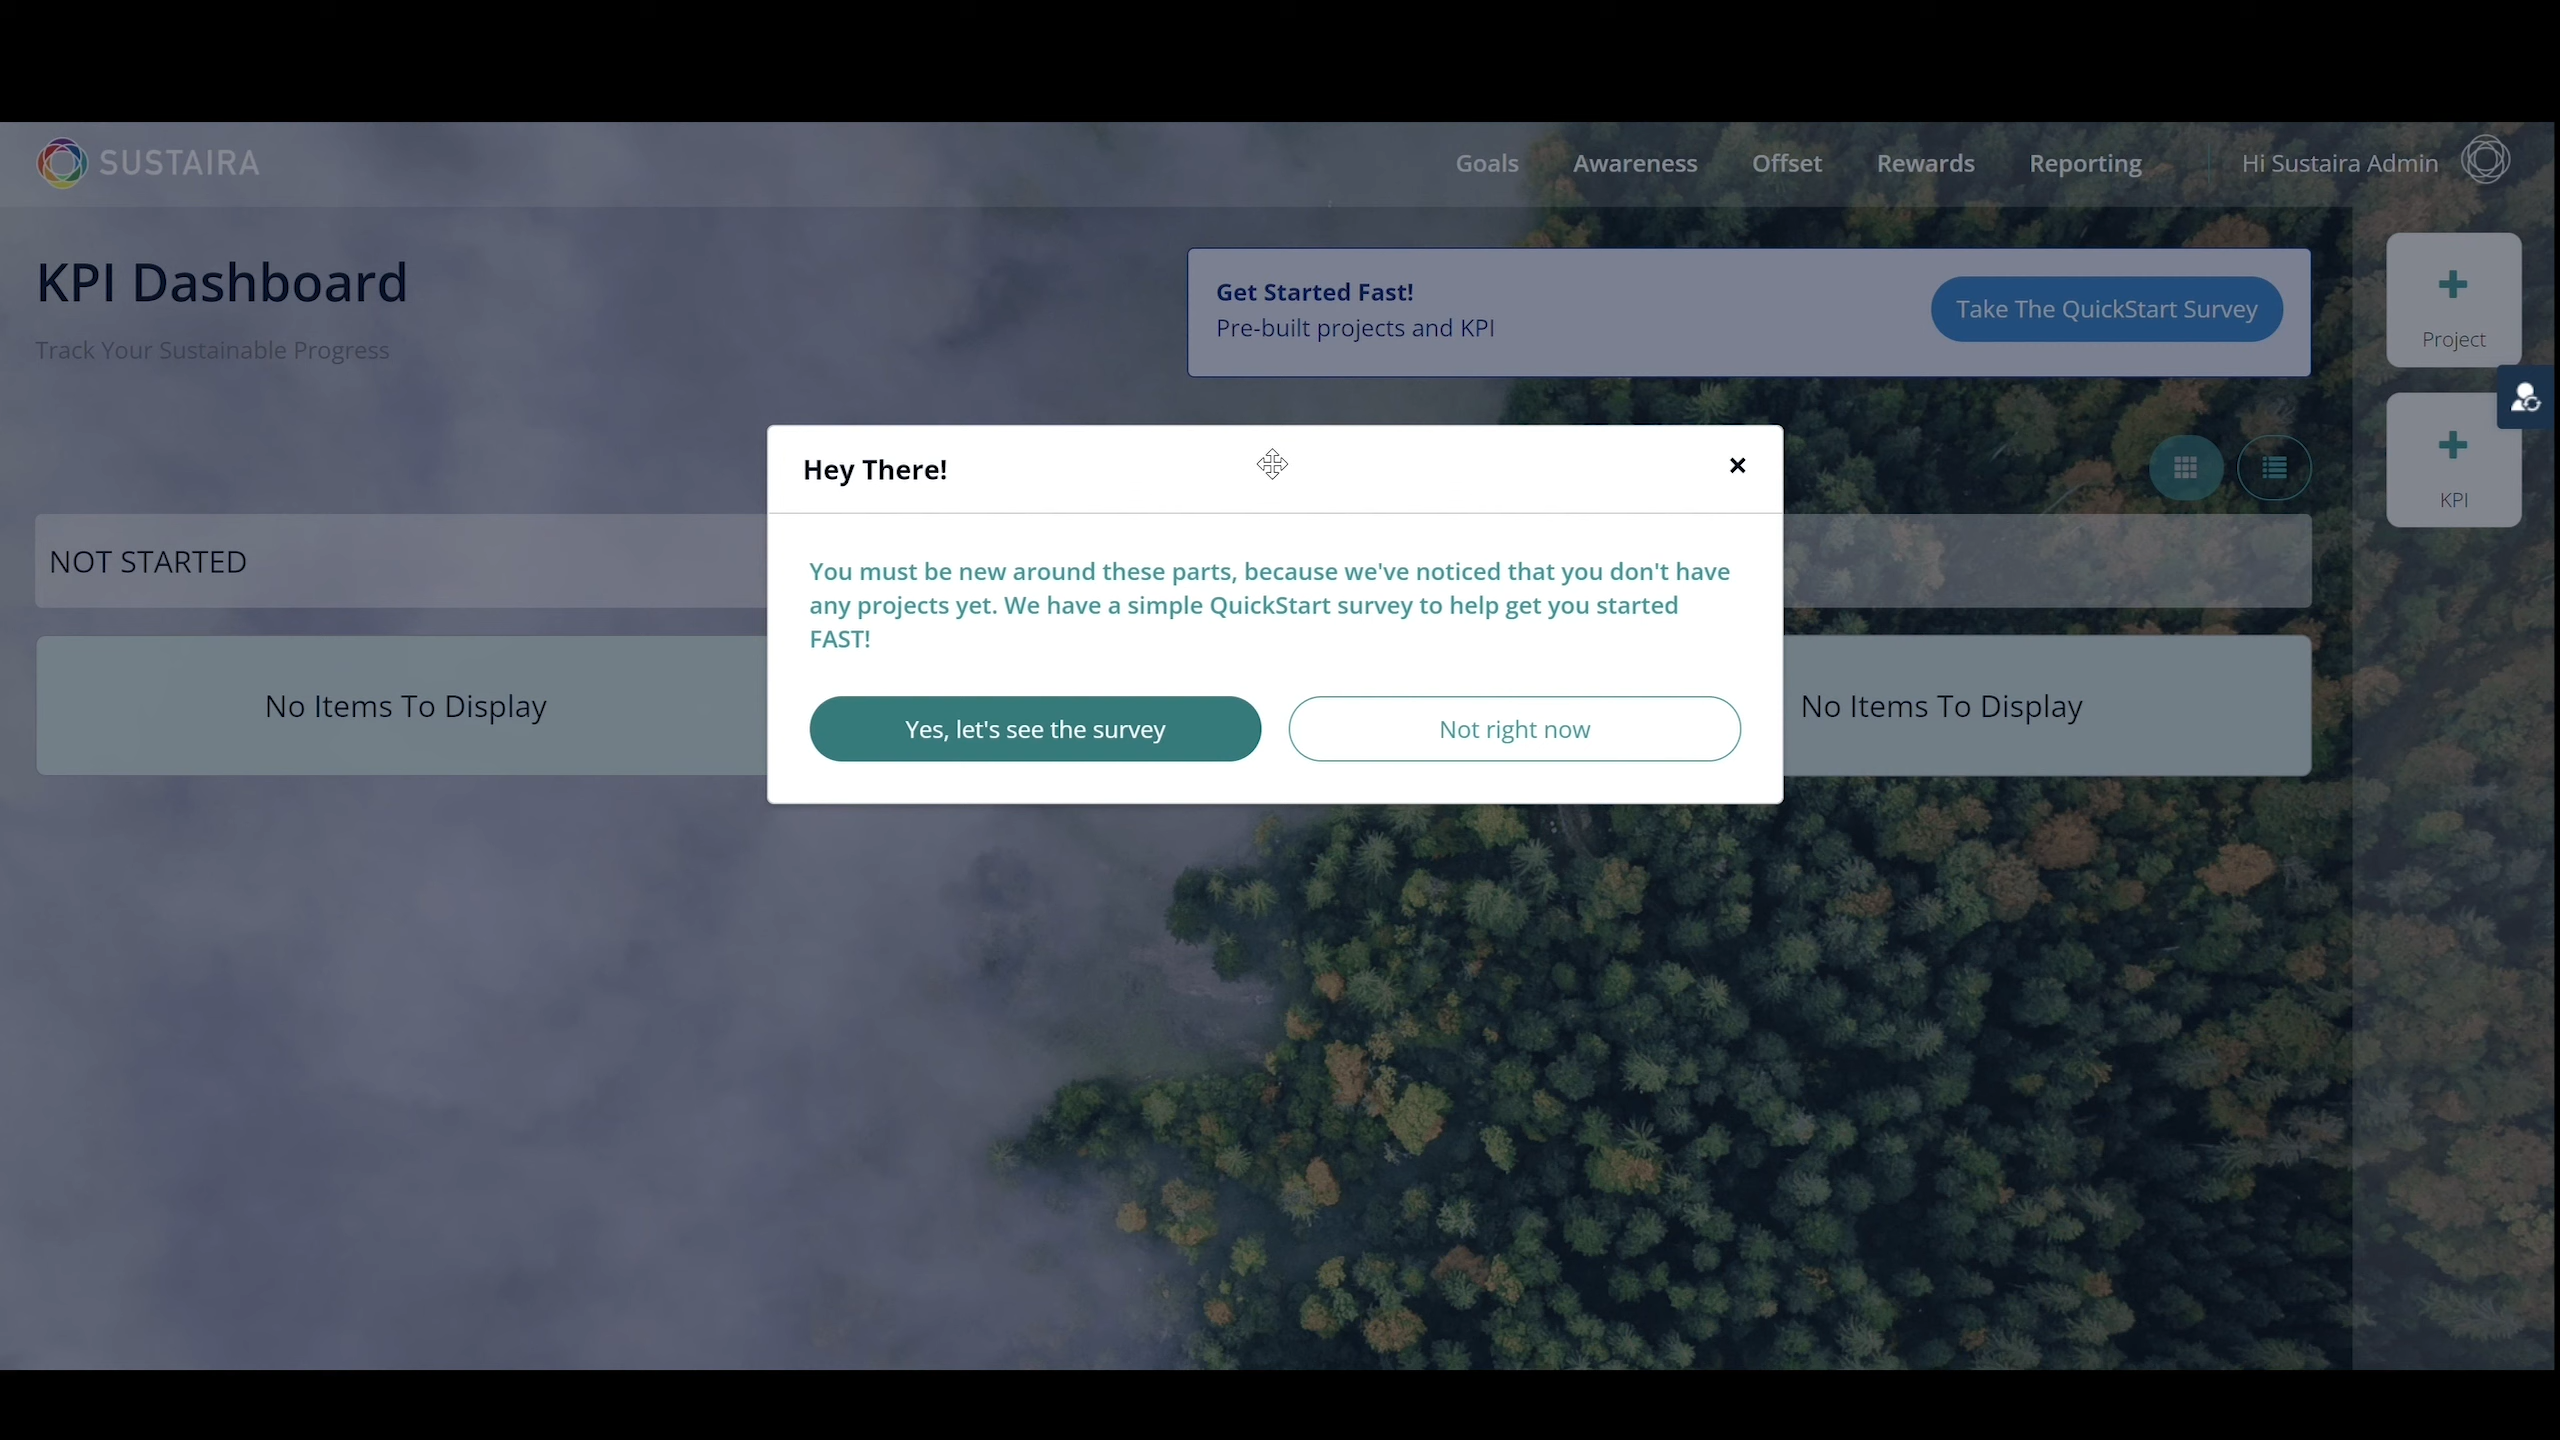 SUSTAIRA
Goals
Awareness
Offset
Rewards
Reporting
Hi Sustaira Admin
KPI Dashboard
Track Your Sustainable Progress
Get Started Fast!
Pre-built projects and KPI
Take The QuickStart Survey
Project
KPI
Hey There!
You must be new around these parts, because we've noticed that you don't have
any projects yet. We have a simple QuickStart survey to help get you started
FAST!
Yes, let's see the survey
Not right now
NOT STARTED
No Items To Display
No Items To Display